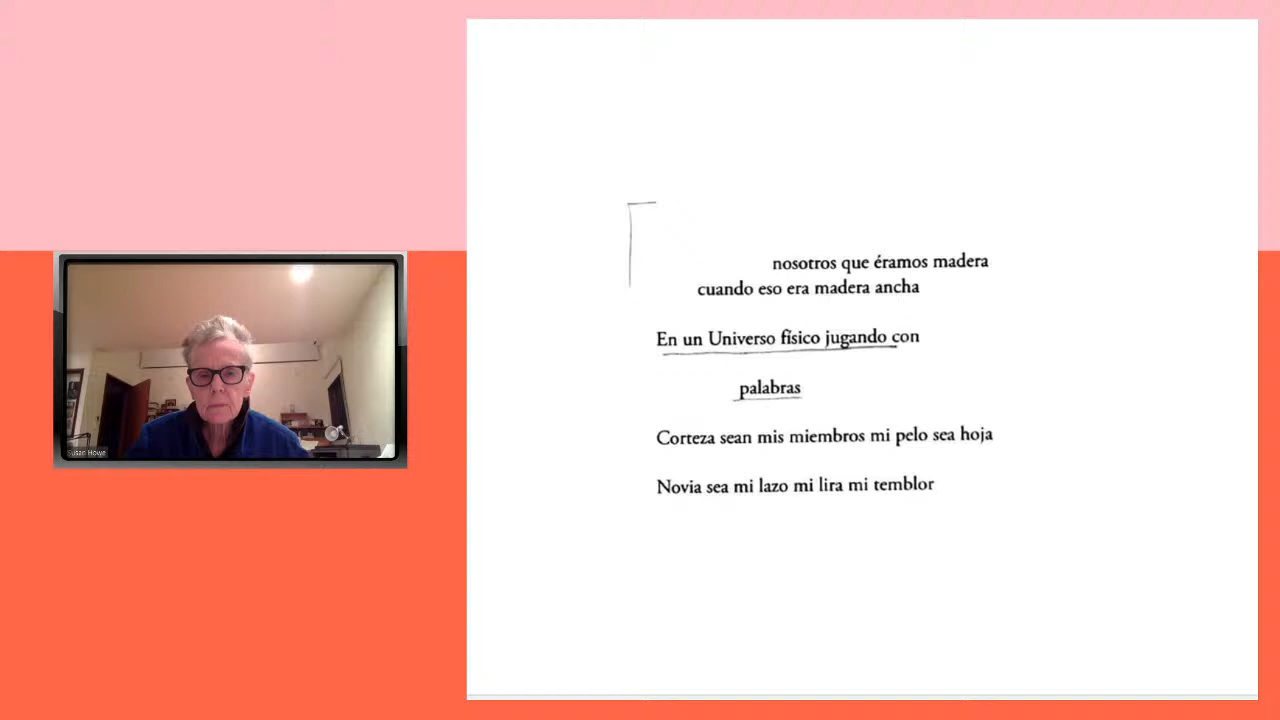 nosotros que éramos madera
cuando eso era madera ancha
En un Universo físico jugando con
palabras
Corteza sean mis miembros mi pelo sea hoja
Novia sea mi lazo mi lira mi temblor
Susan Howe